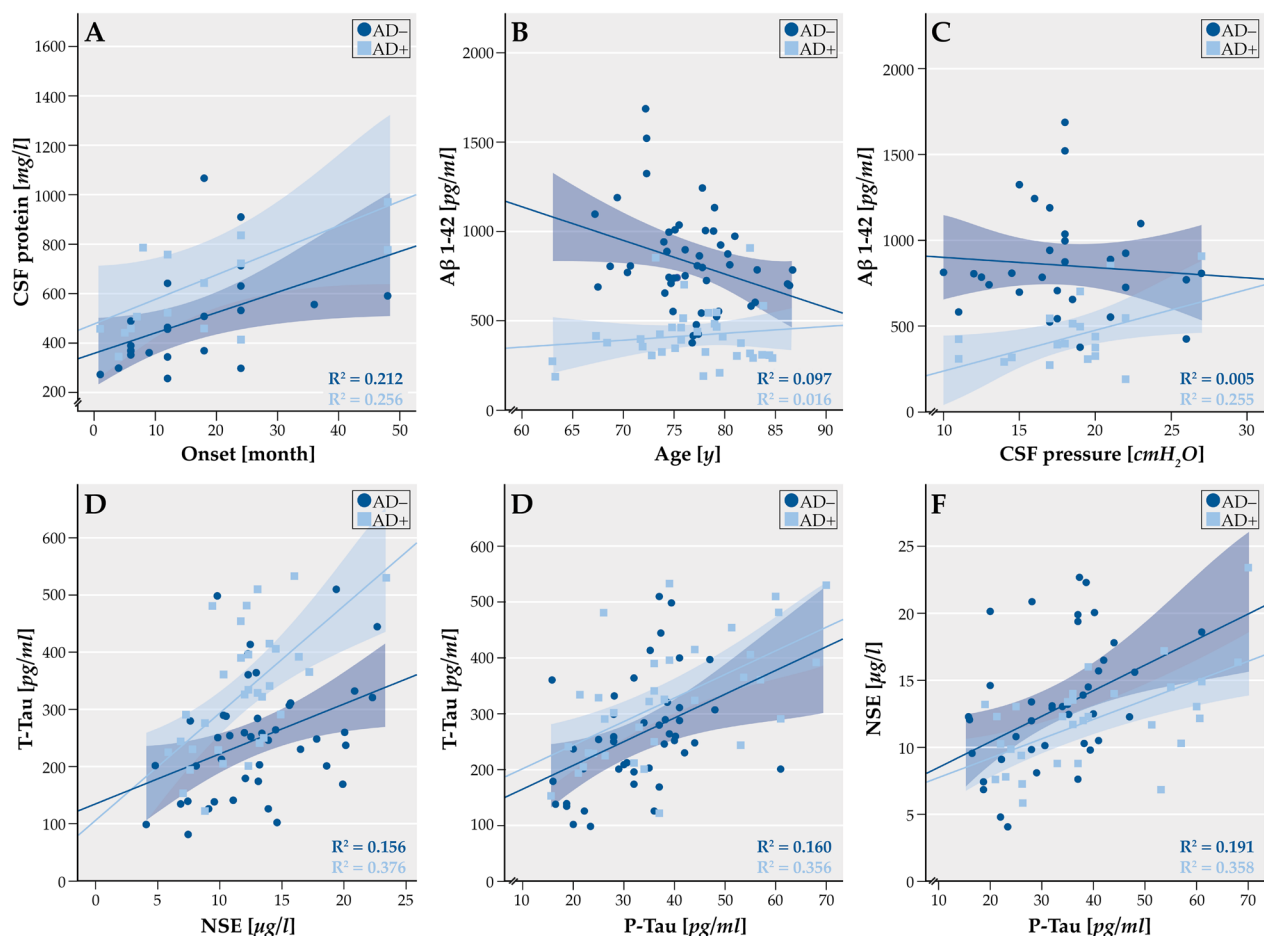 A
AD−
AD+
CSF protein [mg/l]
1600
1400
1200
1000
800
600
400
200
R² = 0.212
R² = 0.256
0 10 20 30 40 50
Onset [month]
B
AD−
AD+
Aβ 1-42 [pg/ml]
2000
1500
1000
500
0
R² = 0.097
R² = 0.016
60 65 70 75 80 85 90
Age [y]
C
AD−
AD+
Aβ 1-42 [pg/ml]
2000
1500
1000
500
0
R² = 0.005
R² = 0.255
10 15 20 25 30
CSF pressure [cmH₂O]
D
AD−
AD+
T-Tau [pg/ml]
600
500
400
300
200
100
0
R² = 0.156
R² = 0.376
0 5 10 15 20 25
NSE [µg/l]
D
AD−
AD+
T-Tau [pg/ml]
600
500
400
300
200
100
0
R² = 0.160
R² = 0.356
10 20 30 40 50 60 70 80
P-Tau [pg/ml]
F
AD−
AD+
NSE [µg/l]
25
20
15
10
5
0
R² = 0.191
R² = 0.358
10 20 30 40 50 60 70
P-Tau [pg/ml]